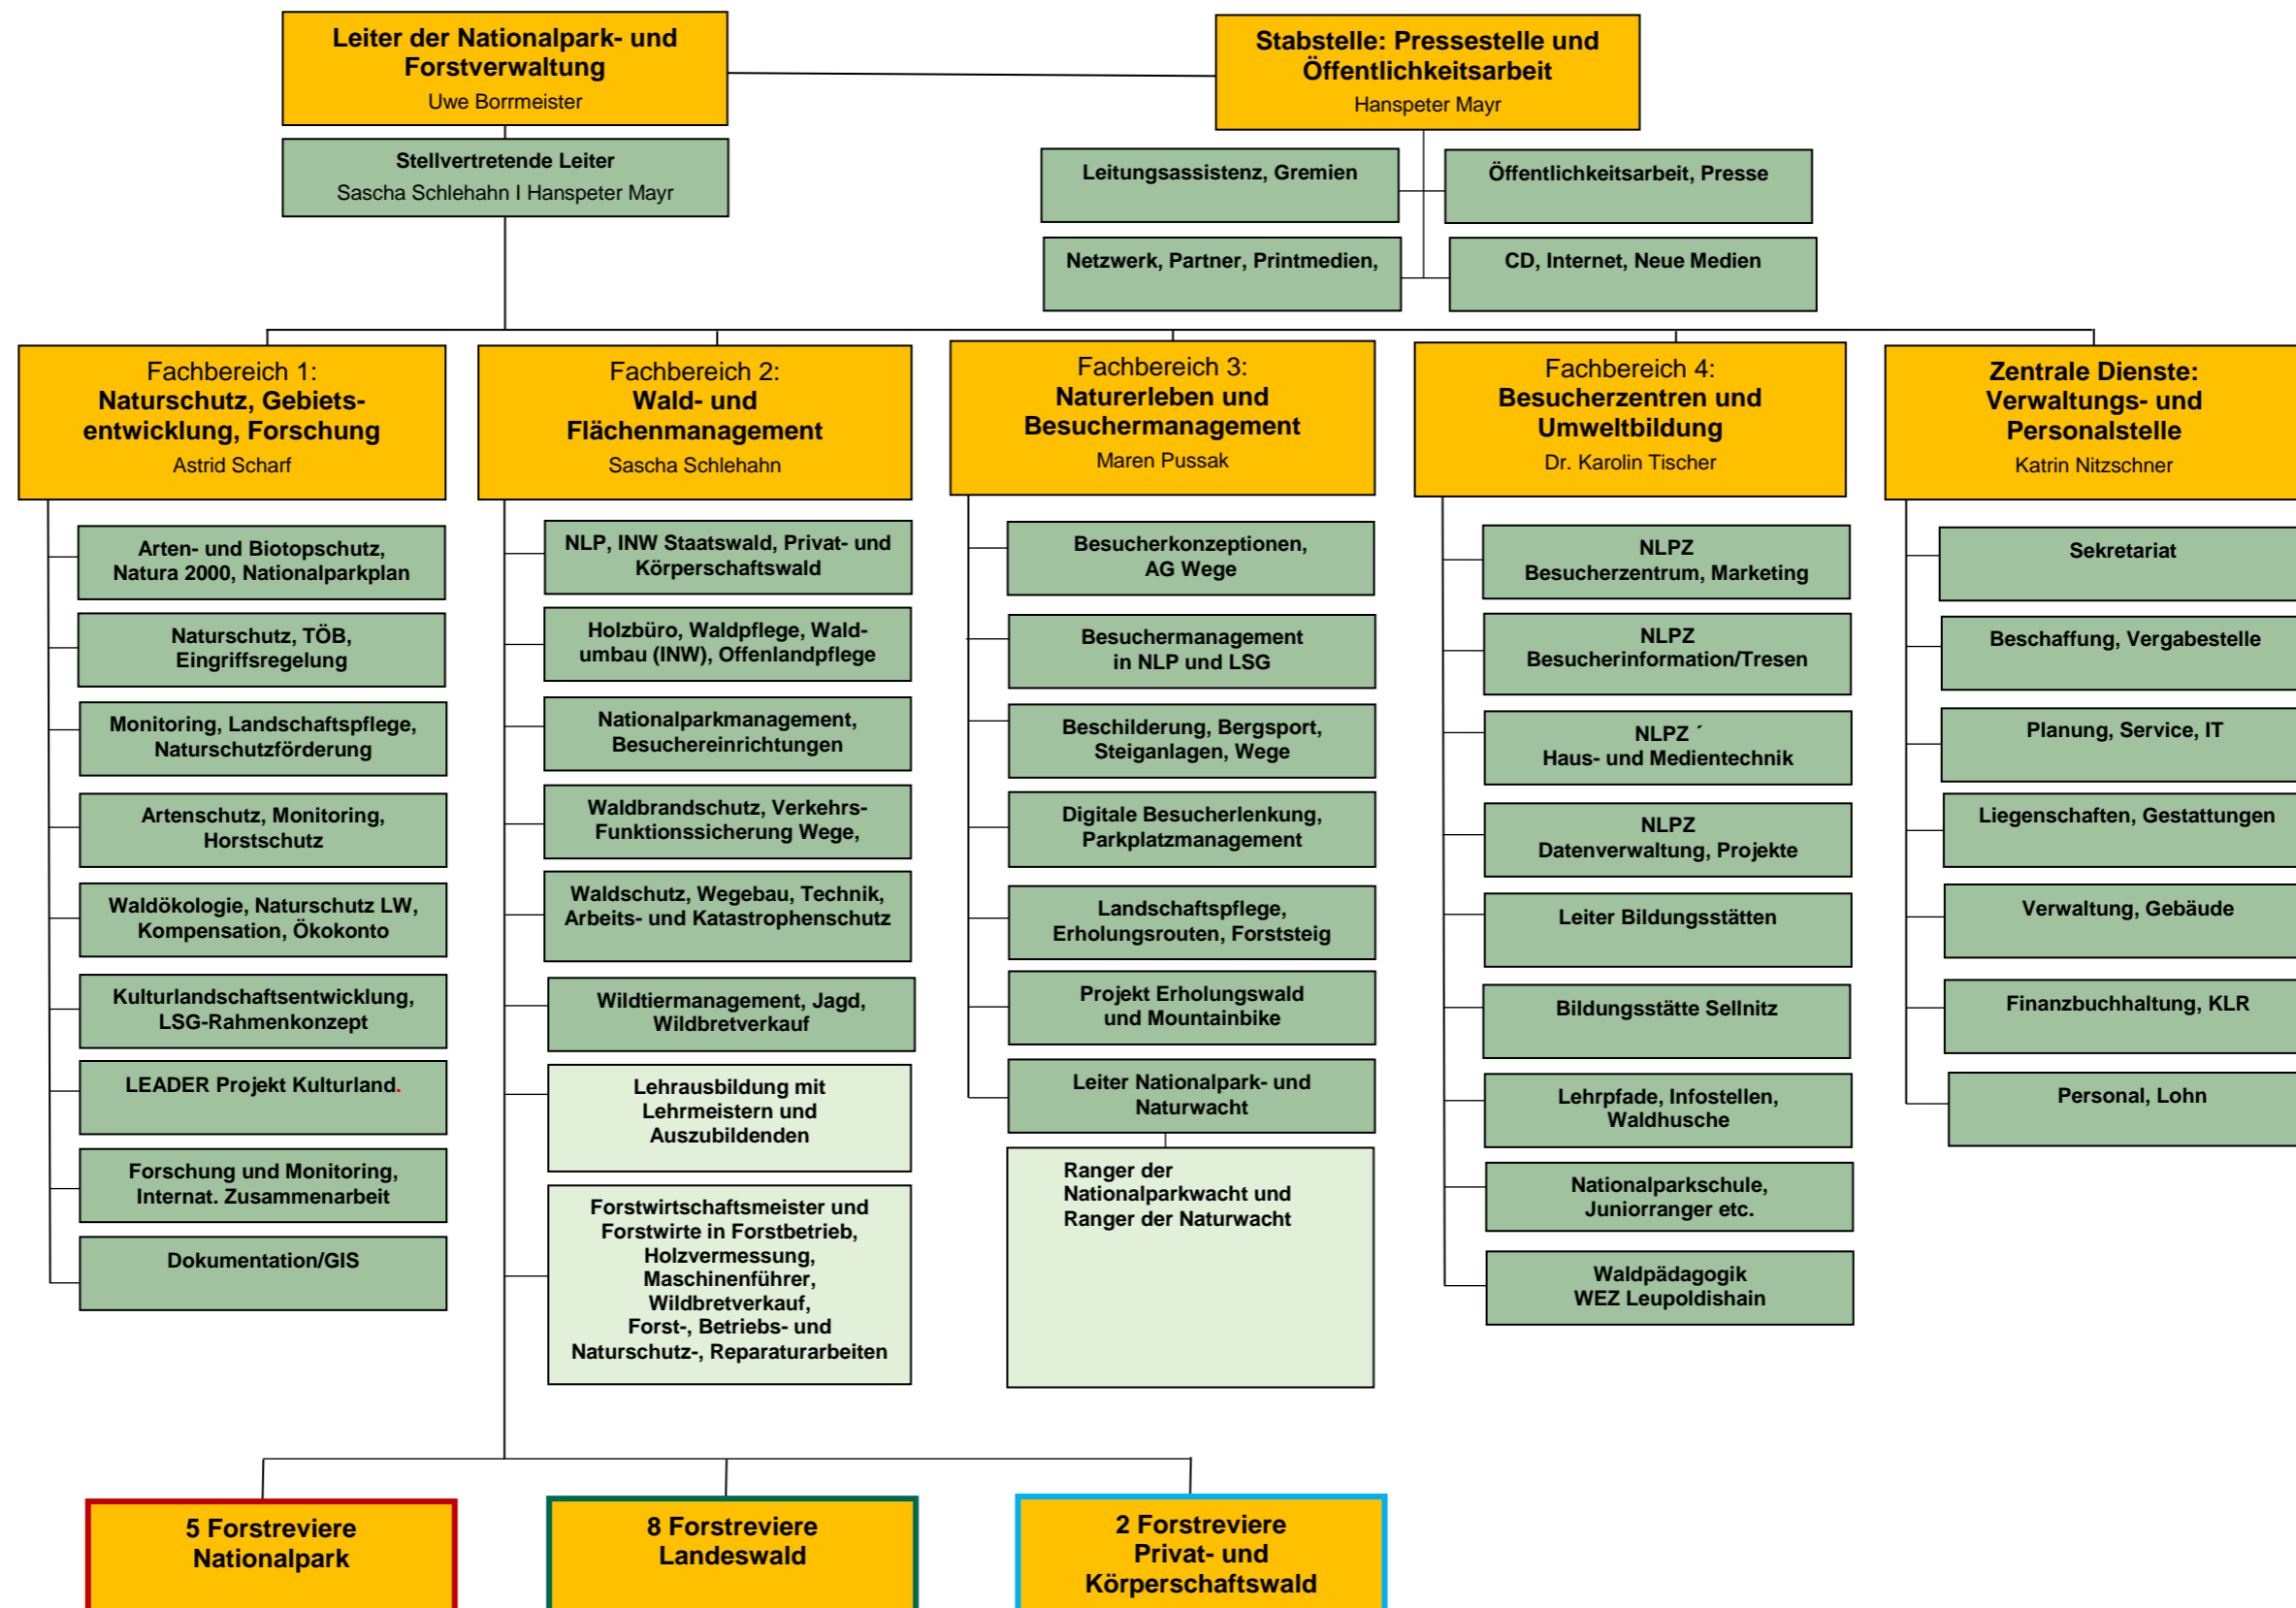 Leiter der Nationalpark- und
Forstverwaltung
Uwe Borrmeister
Stabstelle: Pressestelle und
Öffentlichkeitsarbeit
Hanspeter Mayr
Stellvertretende Leiter
Sascha Schlehahn I Hanspeter Mayr
Leitungsassistenz, Gremien
Öffentlichkeitsarbeit, Presse
Netzwerk, Partner, Printmedien,
CD, Internet, Neue Medien
Fachbereich 1:
Naturschutz, Gebiets-
entwicklung, Forschung
Astrid Scharf
Arten- und Biotopschutz,
Natura 2000, Nationalparkplan
Naturschutz, TÖB,
Eingriffsregelung
Monitoring, Landschaftspflege,
Naturschutzförderung
Artenschutz, Monitoring,
Horstschutz
Waldökologie, Naturschutz LW,
Kompensation, Ökokonto
Kulturlandschaftsentwicklung,
LSG-Rahmenkonzept
LEADER Projekt Kulturland.
Forschung und Monitoring,
Internat. Zusammenarbeit
Dokumentation/GIS
Fachbereich 2:
Wald- und
Flächenmanagement
Sascha Schlehahn
NLP, INW Staatswald, Privat- und
Körperschaftswald
Holzbüro, Waldpflege, Wald-
umbau (INW), Offenlandpflege
Nationalparkmanagement,
Besuchereinrichtungen
Waldbrandschutz, Verkehrs-
Funktionssicherung Wege,
Waldschutz, Wegebau, Technik,
Arbeits- und Katastrophenschutz
Wildtiermanagement, Jagd,
Wildbretverkauf
Lehrausbildung mit
Lehrmeistern und
Auszubildenden
Forstwirtschaftsmeister und
Forstwirte in Forstbetrieb,
Holzvermessung,
Maschinenführer,
Wildbretverkauf,
Forst-, Betriebs- und
Naturschutz-, Reparaturarbeiten
Fachbereich 3:
Naturerleben und
Besuchermanagement
Maren Pussak
Besucherkonzeptionen,
AG Wege
Besuchermanagement
in NLP und LSG
Beschilderung, Bergsport,
Steiganlagen, Wege
Digitale Besucherlenkung,
Parkplatzmanagement
Landschaftspflege,
Erholungsrouten, Forststeig
Projekt Erholungswald
und Mountainbike
Leiter Nationalpark- und
Naturwacht
Ranger der
Nationalparkwacht und
Ranger der Naturwacht
Fachbereich 4:
Besucherzentren und
Umweltbildung
Dr. Karolin Tischer
NLPZ
Besucherzentrum, Marketing
NLPZ
Besucherinformation/Tresen
NLPZ ´
Haus- und Medientechnik
NLPZ
Datenverwaltung, Projekte
Leiter Bildungsstätten
Bildungsstätte Sellnitz
Lehrpfade, Infostellen,
Waldhusche
Nationalparkschule,
Juniorranger etc.
Waldpädagogik
WEZ Leupoldishain
Zentrale Dienste:
Verwaltungs- und
Personalstelle
Katrin Nitzschner
Sekretariat
Beschaffung, Vergabestelle
Planung, Service, IT
Liegenschaften, Gestattungen
Verwaltung, Gebäude
Finanzbuchhaltung, KLR
Personal, Lohn
5 Forstreviere
Nationalpark
8 Forstreviere
Landeswald
2 Forstreviere
Privat- und
Körperschaftswald